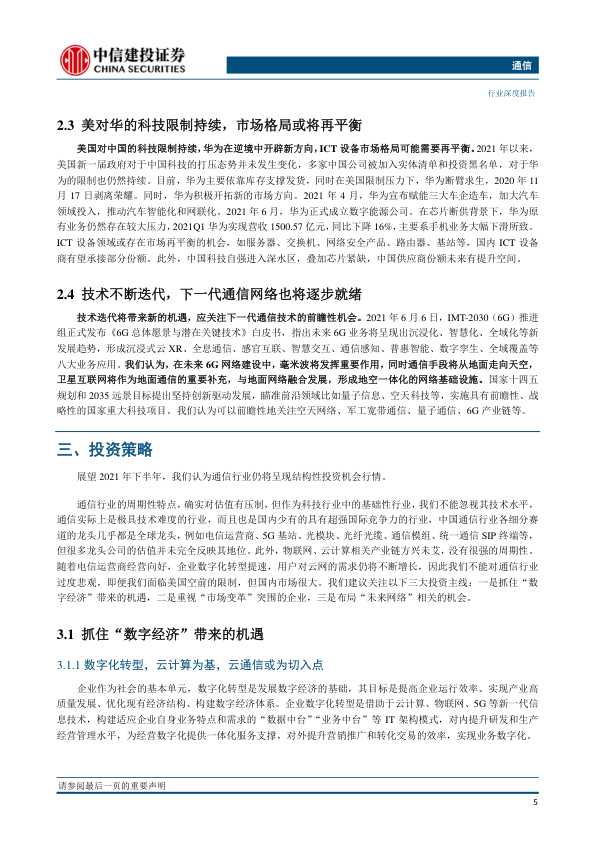 中信建投证券
CHINA SECURITIES
通信
行业深度报告
2.3 美对华的科技限制持续，市场格局或将再平衡
美国对中国的科技限制持续，华为在逆境中开辟新方向，ICT 设备市场格局可能需要再平衡。2021 年以来，
美国新一届政府对于中国科技的打压态势并未发生变化，多家中国公司被加入实体清单和投资黑名单，对于华
为的限制也仍然持续。目前，华为主要依靠库存支撑发货，同时在美国限制压力下，华为断臂求生，2020 年 11
月 17 日剥离荣耀。同时，华为积极开拓新的市场方向。2021 年 4 月，华为宣布赋能三大车企造车，加大汽车
领域投入，推动汽车智能化和网联化。2021 年 6 月，华为正式成立数字能源公司。在芯片断供背景下，华为原
有业务仍然存在较大压力，2021Q1 华为实现营收 1500.57 亿元，同比下降 16%，主要系手机业务大幅下滑所致。
ICT 设备领域或存在市场再平衡的机会，如服务器、交换机、网络安全产品、路由器、基站等，国内 ICT 设备
商有望承接部分份额。此外，中国科技自强进入深水区，叠加芯片紧缺，中国供应商份额未来有提升空间。
2.4 技术不断迭代，下一代通信网络也将逐步就绪
技术迭代将带来新的机遇，应关注下一代通信技术的前瞻性机会。2021 年 6 月 6 日，IMT-2030（6G）推进
组正式发布《6G 总体愿景与潜在关键技术》白皮书，指出未来 6G 业务将呈现出沉浸化、智慧化、全域化等新
发展趋势，形成沉浸式云 XR、全息通信、感官互联、智慧交互、通信感知、普惠智能、数字孪生、全域覆盖等
八大业务应用。我们认为，在未来 6G 网络建设中，毫米波将发挥重要作用，同时通信手段将从地面走向天空，
卫星互联网将作为地面通信的重要补充，与地面网络融合发展，形成地空一体化的网络基础设施。国家十四五
规划和 2035 远景目标提出坚持创新驱动发展，瞄准前沿领域比如量子信息、空天科技等，实施具有前瞻性、战
略性的国家重大科技项目。我们认为可以前瞻性地关注空天网络、军工宽带通信、量子通信、6G 产业链等。
三、投资策略
展望 2021 年下半年，我们认为通信行业仍将呈现结构性投资机会行情。
通信行业的周期性特点，确实对估值有压制，但作为科技行业中的基础性行业，我们不能忽视其技术水平，
通信实际上是极具技术难度的行业，而且也是国内少有的具有超强国际竞争力的行业，中国通信行业各细分赛
道的龙头几乎都是全球龙头，例如电信运营商、5G 基站、光模块、光纤光缆、通信模组、统一通信 SIP 终端等，
但很多龙头公司的估值并未完全反映其地位。此外，物联网、云计算相关产业链方兴未艾，没有很强的周期性。
随着电信运营商经营向好，企业数字化转型提速，用户对云网的需求仍将不断增长，因此我们不能对通信行业
过度悲观，即便我们面临美国空前的限制，但国内市场很大。我们建议关注以下三大投资主线：一是抓住“数
字经济”带来的机遇，二是重视“市场变革”突围的企业，三是布局“未来网络”相关的机会。
3.1 抓住“数字经济”带来的机遇
3.1.1 数字化转型，云计算为基，云通信或为切入点
企业作为社会的基本单元，数字化转型是发展数字经济的基础，其目标是提高企业运行效率、实现产业高
质量发展、优化现有经济结构、构建数字经济体系。企业数字化转型是借助于云计算、物联网、5G 等新一代信
息技术，构建适应企业自身业务特点和需求的“数据中台”“业务中台”等 IT 架构模式，对内提升研发和生产
经营管理水平，为经营数字化提供一体化服务支撑，对外提升营销推广和转化交易的效率，实现业务数字化。
请参阅最后一页的重要声明
5